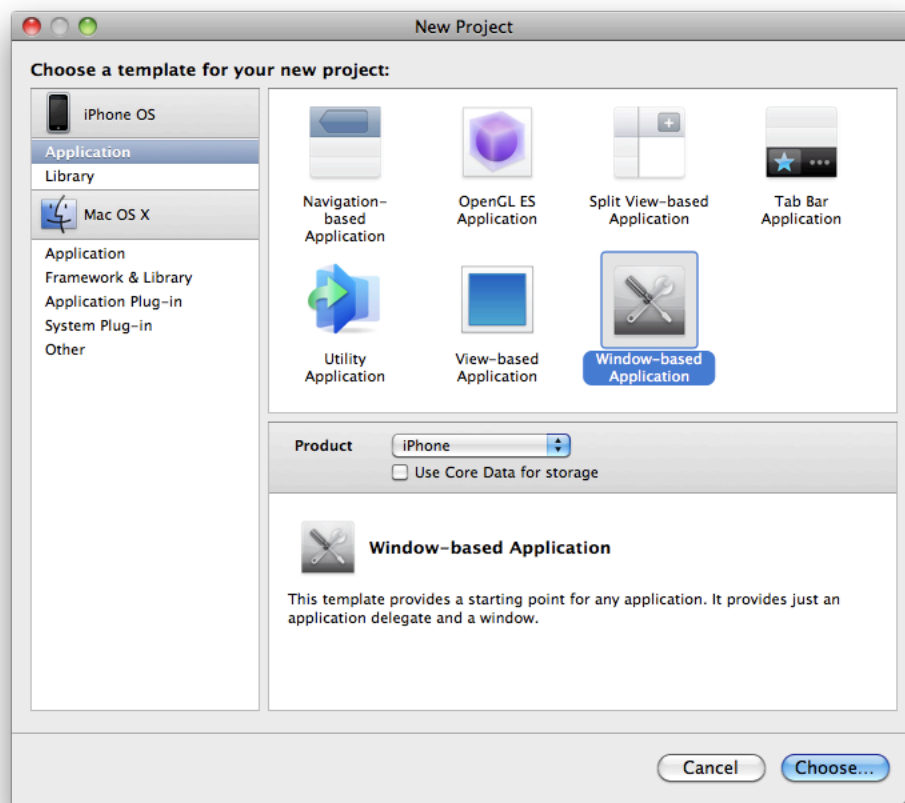 New Project
Choose a template for your new project:
iPhone OS
Application
Library
Mac OS X
Application
Framework & Library
Application Plug-in
System Plug-in
Other
Navigation-
based
Application
OpenGL ES
Application
Split View-based
Application
Tab Bar
Application
Utility
Application
View-based
Application
Window-based
Application
Product
iPhone
Use Core Data for storage
Window-based Application
This template provides a starting point for any application. It provides just an
application delegate and a window.
Cancel
Choose...